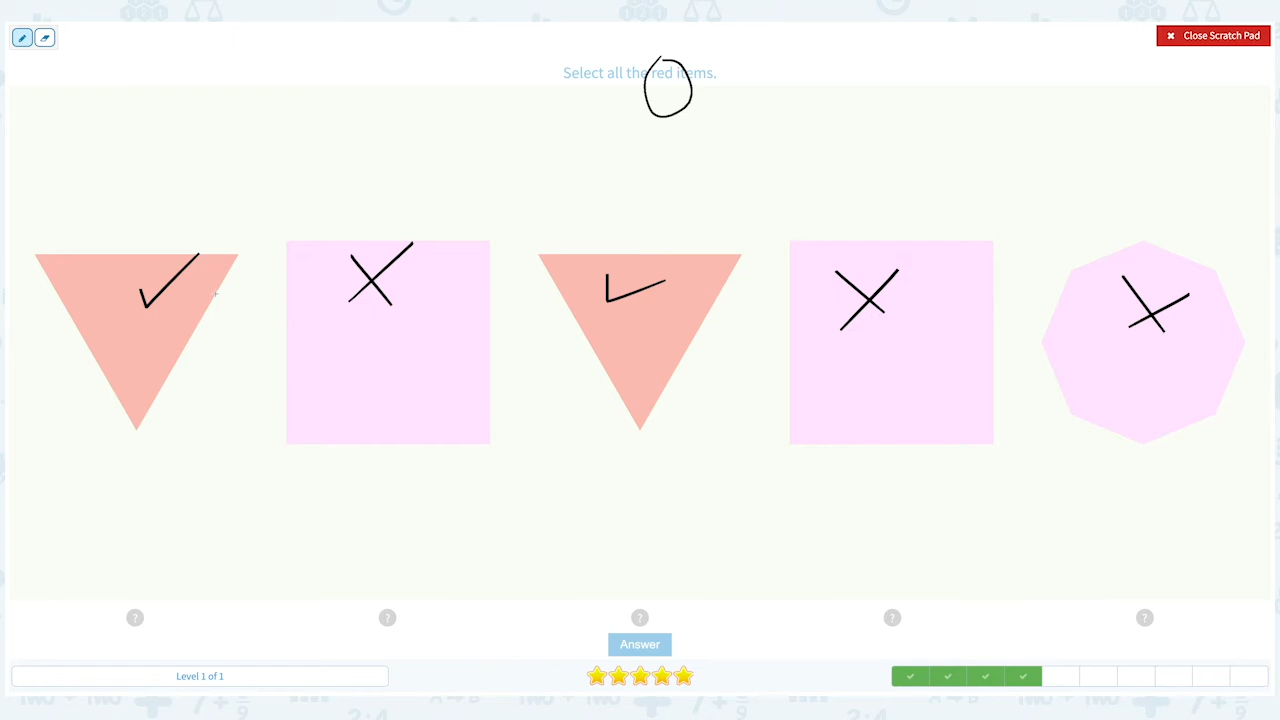 ✖ Close Scratch Pad
Select all the red items.
? ? ? ? ?
Answer
Level 1 of 1